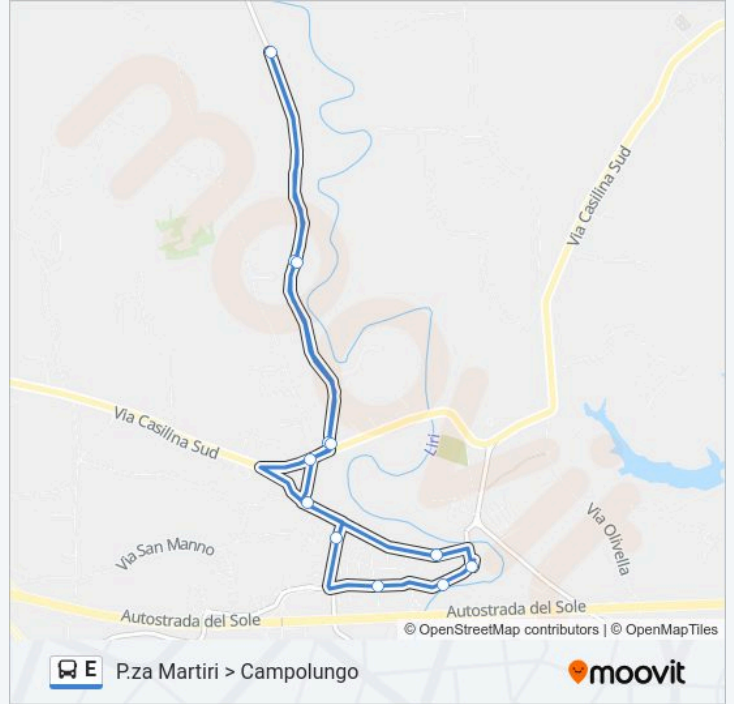 moovit
Via Casilina Sud
Via Casilina Sud
Liri
Via Olivella
Via San Manno
Autostrada del Sole
Autostrada del Sole
© OpenStreetMap contributors | © OpenMapTiles
E P.za Martiri > Campolungo
moovit